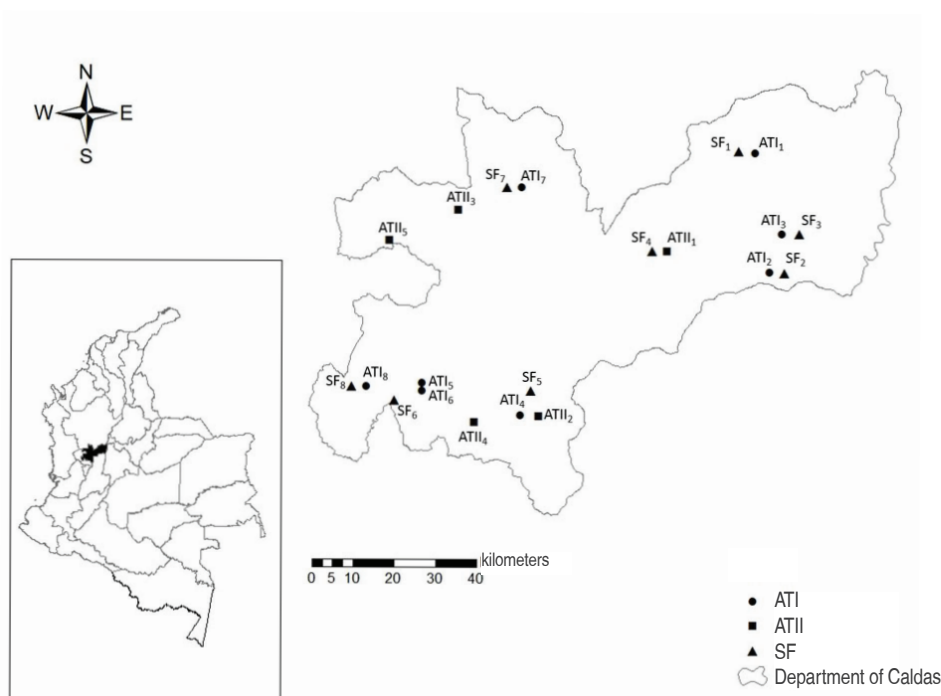 N
W E
S
SF₁ ATI₁
SF₇ ATI₇
ATII₃
ATI₃ SF₃
ATII₅
SF₄ ATII₁
ATI₂ SF₂
SF₈ ATI₈
ATI₅
ATI₆
SF₅
SF₆
ATI₄
ATII₂
ATII₄
kilometers
0 5 10 20 30 40
ATI
ATII
SF
Department of Caldas